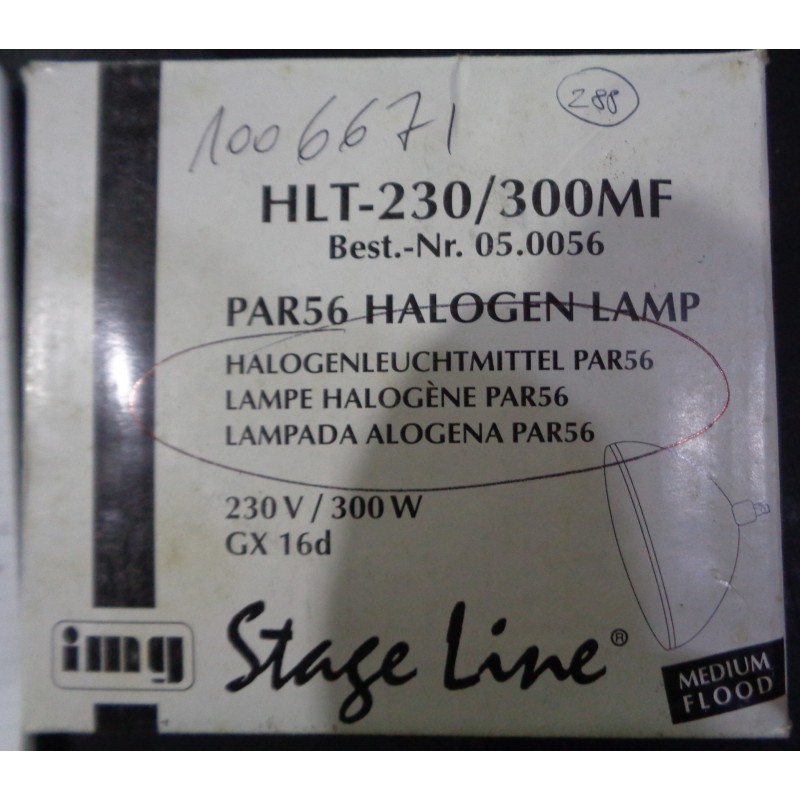 1006671
288
HLT-230/300MF
Best.-Nr. 05.0056
PAR56 HALOGEN LAMP
HALOGENLEUCHTMITTEL PAR56
LAMPE HALOGÈNE PAR56
LAMPADA ALOGENA PAR56
230 V / 300 W
GX 16d
img
Stage Line®
MEDIUM
FLOOD